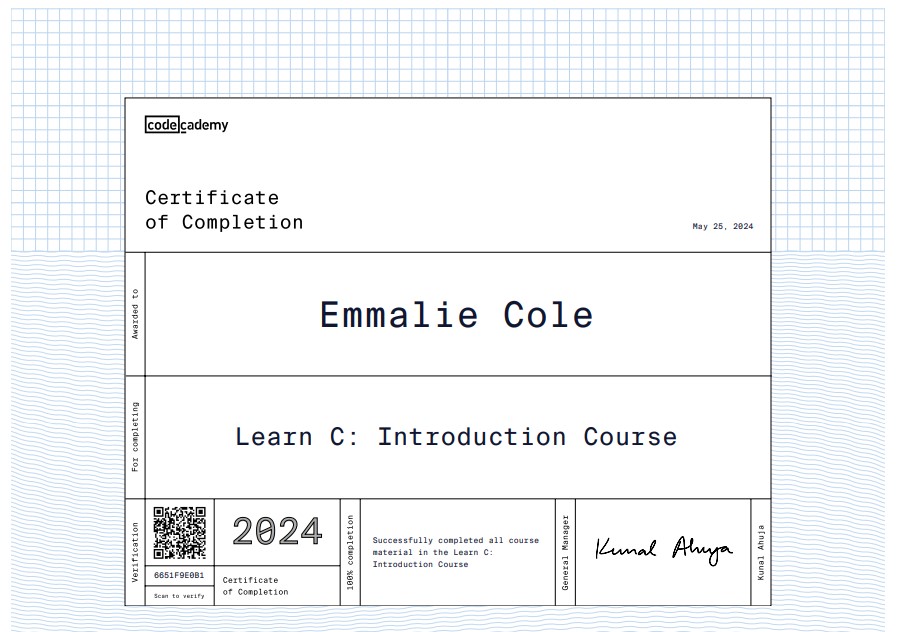 codecademy
Certificate
of Completion
May 25, 2024
Awarded to
Emmalie Cole
For completing
Learn C: Introduction Course
Verification
6651F9E0B1
Scan to verify
2024
Certificate
of Completion
100% completion
Successfully completed all course
material in the Learn C:
Introduction Course
General Manager
Kunal Ahuja
Kunal Ahuja